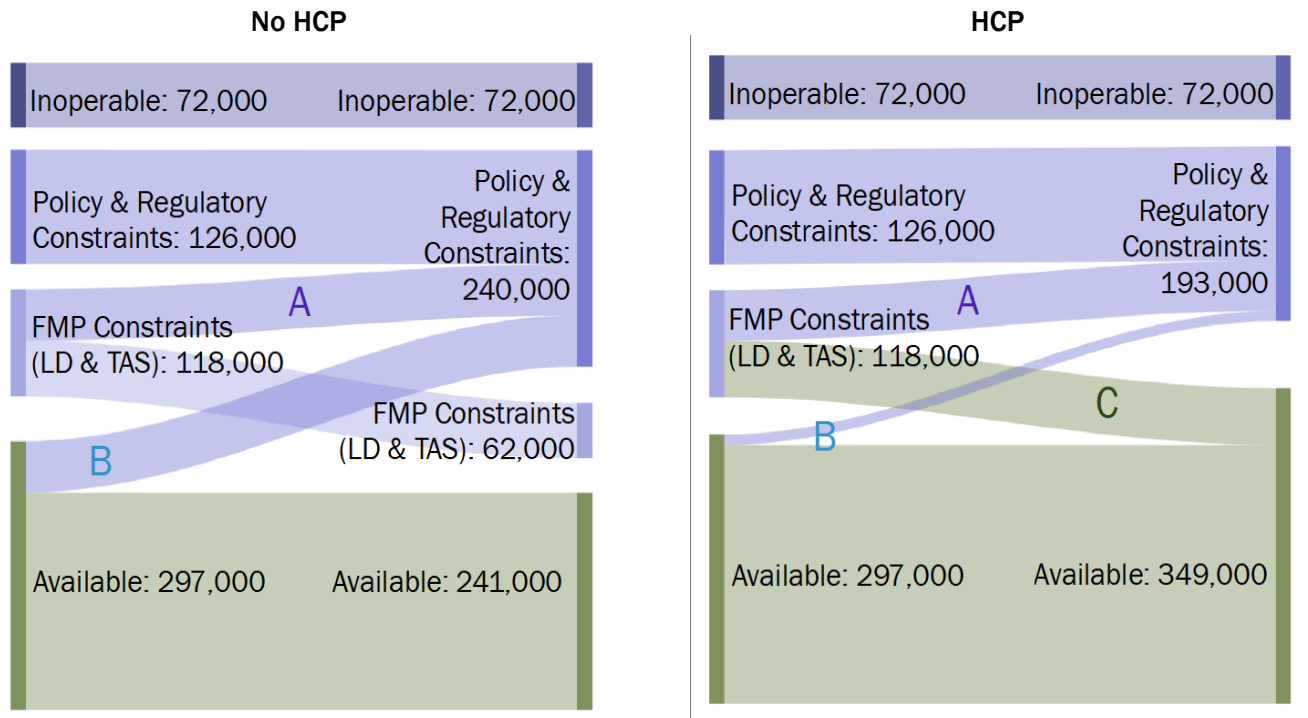 No HCP
Inoperable: 72,000
Inoperable: 72,000
Policy & Regulatory
Constraints: 126,000
Policy &
Regulatory
Constraints:
240,000
A
FMP Constraints
(LD & TAS): 118,000
FMP Constraints
(LD & TAS): 62,000
B
Available: 297,000
Available: 241,000
HCP
Inoperable: 72,000
Inoperable: 72,000
Policy & Regulatory
Constraints: 126,000
Policy &
Regulatory
Constraints:
193,000
A
FMP Constraints
(LD & TAS): 118,000
C
B
Available: 297,000
Available: 349,000